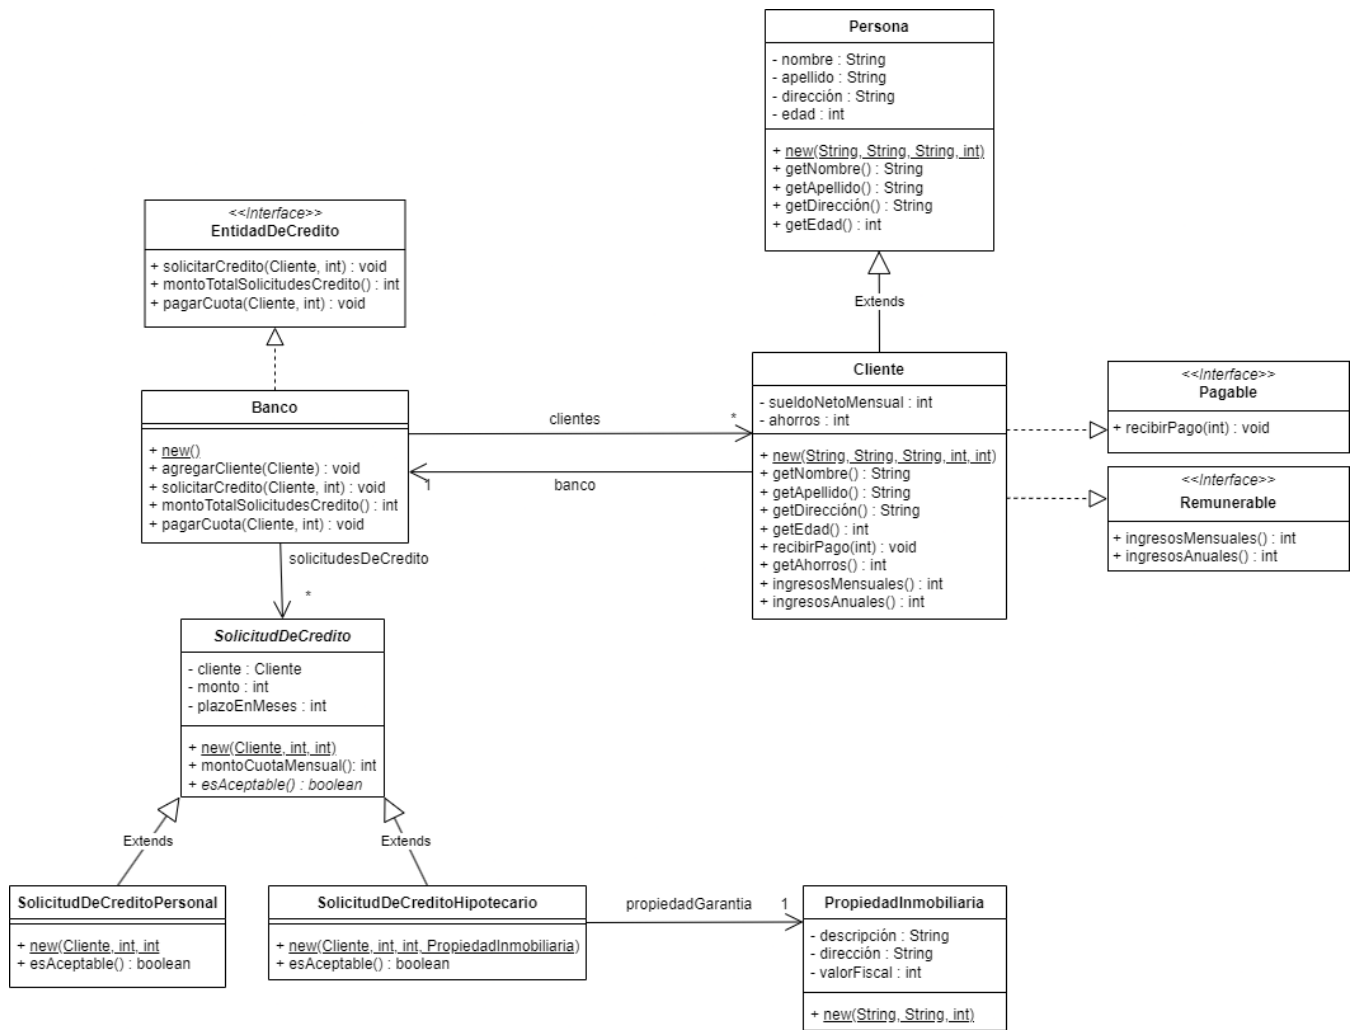 Persona
- nombre : String
- apellido : String
- dirección : String
- edad : int
+ new(String, String, String, int)
+ getNombre() : String
+ getApellido() : String
+ getDirección() : String
+ getEdad() : int
Extends
<<Interface>>
EntidadDeCredito
+ solicitarCredito(Cliente, int) : void
+ montoTotalSolicitudesCredito() : int
+ pagarCuota(Cliente, int) : void
Banco
+ new()
+ agregarCliente(Cliente) : void
+ solicitarCredito(Cliente, int) : void
+ montoTotalSolicitudesCredito() : int
+ pagarCuota(Cliente, int) : void
clientes
*
1
banco
Cliente
- sueldoNetoMensual : int
- ahorros : int
+ new(String, String, String, int, int)
+ getNombre() : String
+ getApellido() : String
+ getDirección() : String
+ getEdad() : int
+ recibirPago(int) : void
+ getAhorros() : int
+ ingresosMensuales() : int
+ ingresosAnuales() : int
<<Interface>>
Pagable
+ recibirPago(int) : void
<<Interface>>
Remunerable
+ ingresosMensuales() : int
+ ingresosAnuales() : int
solicitudesDeCredito
*
SolicitudDeCredito
- cliente : Cliente
- monto : int
- plazoEnMeses : int
+ new(Cliente, int, int)
+ montoCuotaMensual(): int
+ esAceptable() : boolean
Extends
Extends
SolicitudDeCreditoPersonal
+ new(Cliente, int, int
+ esAceptable() : boolean
SolicitudDeCreditoHipotecario
+ new(Cliente, int, int, PropiedadInmobiliaria)
+ esAceptable() : boolean
propiedadGarantia
1
PropiedadInmobiliaria
- descripción : String
- dirección : String
- valorFiscal : int
+ new(String, String, int)